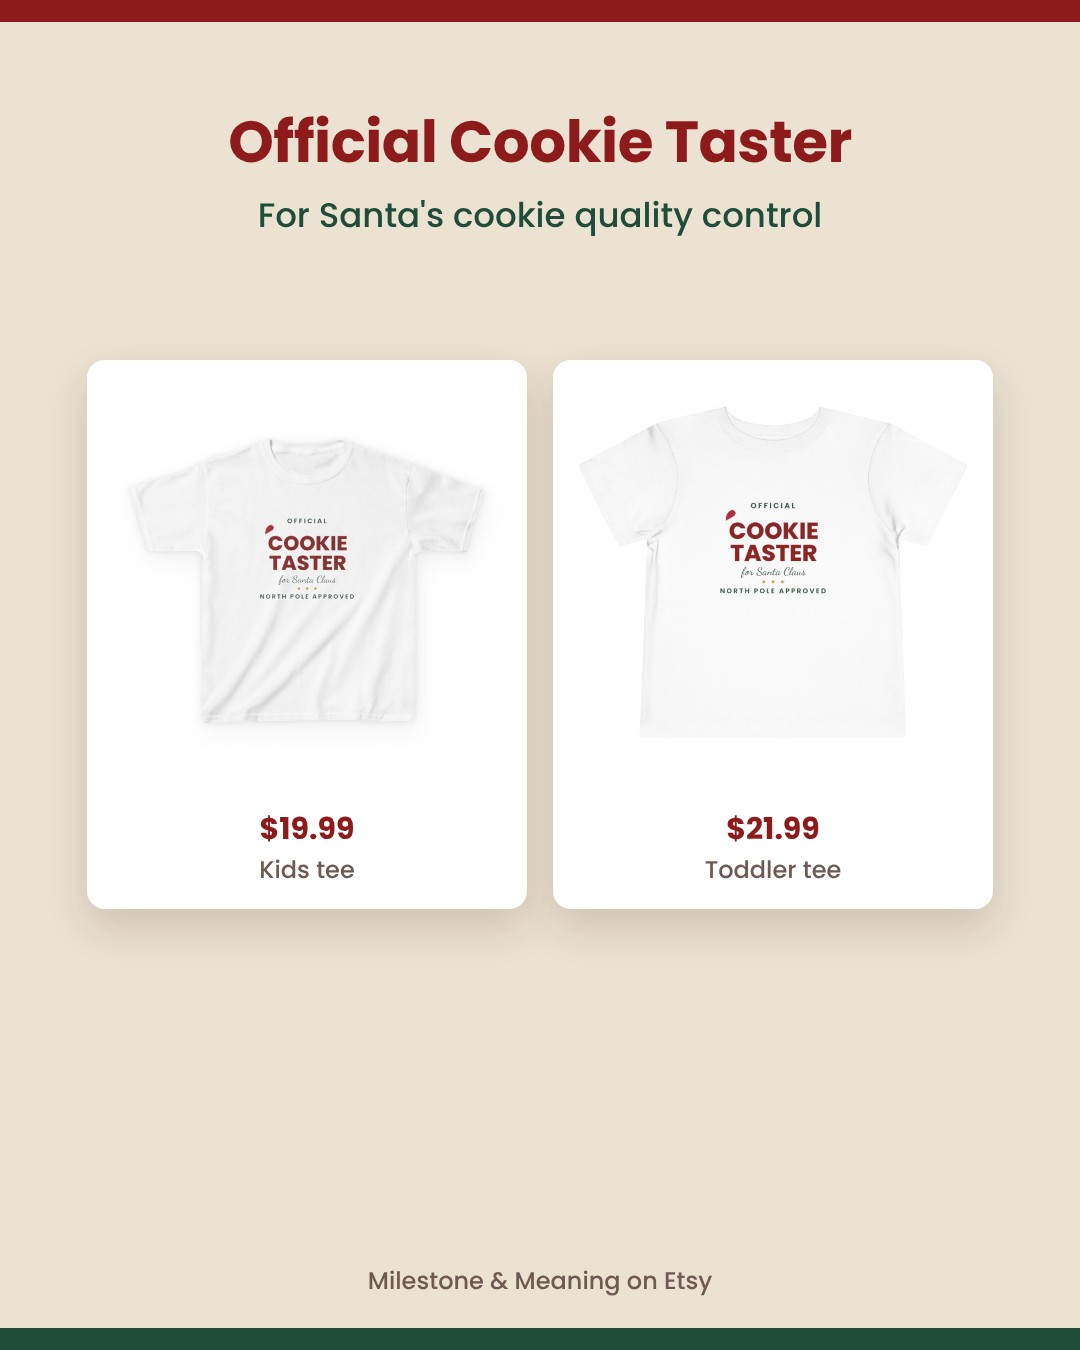 Official Cookie Taster
For Santa's cookie quality control
OFFICIAL
COOKIE
TASTER
for Santa Claus
NORTH POLE APPROVED
$19.99
Kids tee
OFFICIAL
COOKIE
TASTER
for Santa Claus
NORTH POLE APPROVED
$21.99
Toddler tee
Milestone & Meaning on Etsy